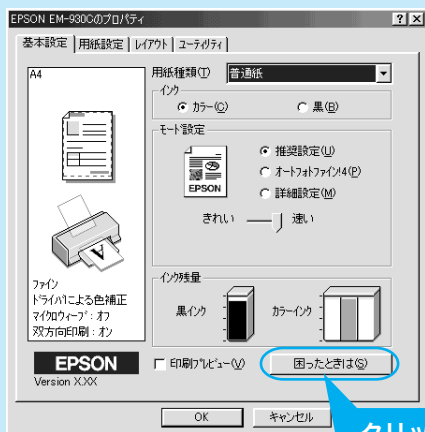 EPSON EM-930Cのプロパティ
基本設定 用紙設定 レイアウト ユーティリティ
A4
用紙種類(T) 普通紙
インク
カラー(C) 黒(B)
モード設定
推奨設定(U)
オートフォトファイン!4(P)
詳細設定(M)
EPSON
きれい 速い
ファイン
ドライバによる色補正
マイクロウィーブ：オフ
双方向印刷：オン
インク残量
黒インク カラーインク
EPSON
Version X.XX
印刷プレビュー(V) 困ったときは(S)
OK キャンセル